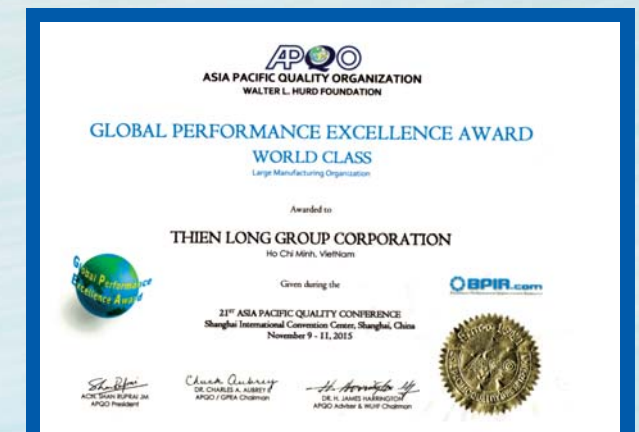 APQO
ASIA PACIFIC QUALITY ORGANIZATION
WALTER L. HURD FOUNDATION
GLOBAL PERFORMANCE EXCELLENCE AWARD
WORLD CLASS
Large Manufacturing Organization
Awarded to
THIEN LONG GROUP CORPORATION
Ho Chi Minh, VietNam
Global Performance
Excellence Award
Given during the
BPIR.com
21ST ASIA PACIFIC QUALITY CONFERENCE
Shanghai International Convention Center, Shanghai, China
November 9 - 11, 2015
APQO President
DR. CHARLES A. AUBREY
APQO / GPEA Chairman
DR. H. JAMES HARRINGTON
APQO Adviser & WLHF Chairman